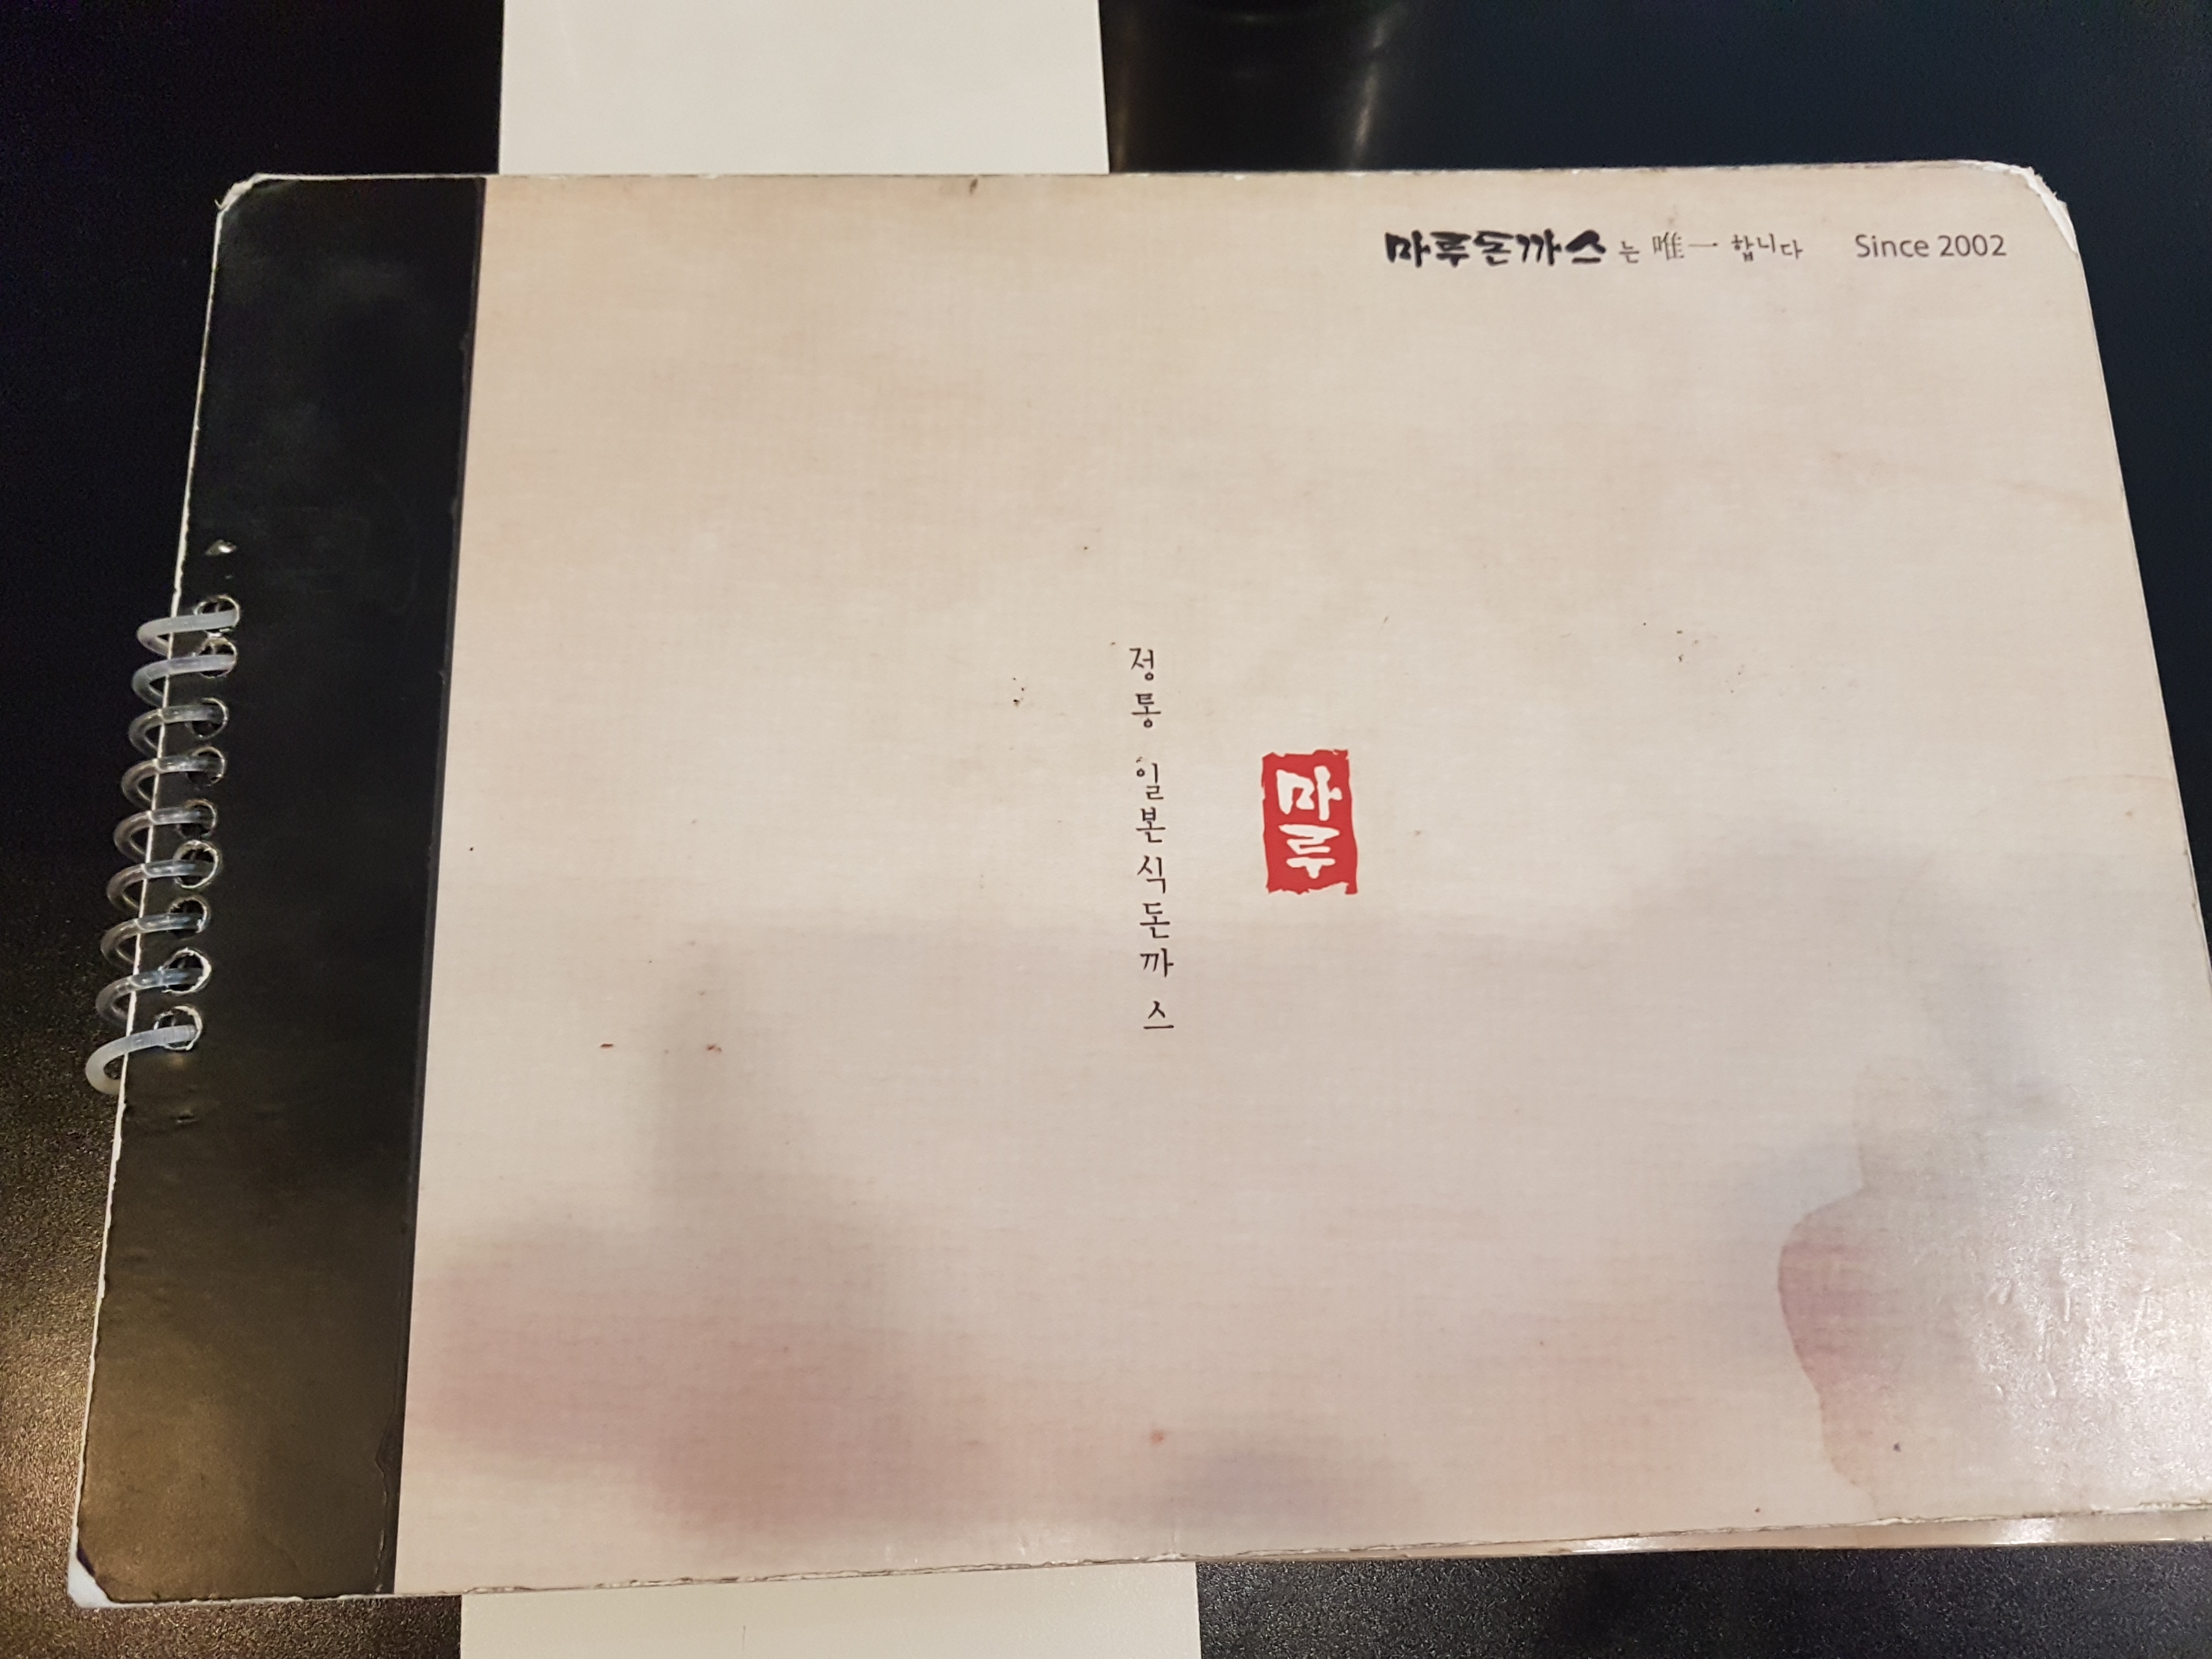 마루돈까스는 唯一 합니다 Since 2002
정통 일본식돈까스
마루